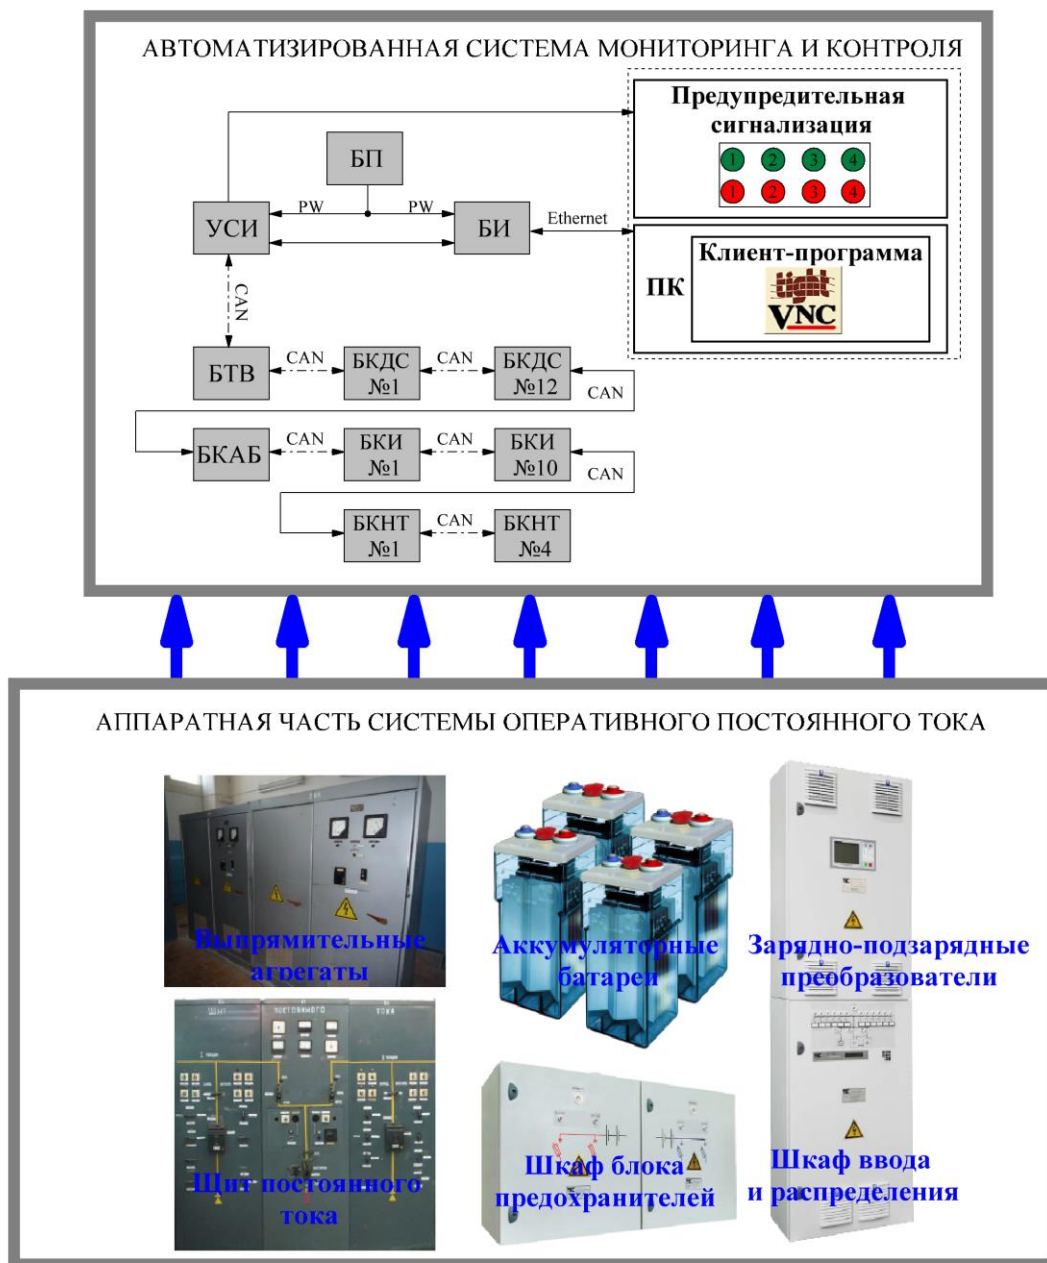 АВТОМАТИЗИРОВАННАЯ СИСТЕМА МОНИТОРИНГА И КОНТРОЛЯ
Предупредительная
сигнализация
1 2 3 4
1 2 3 4
БП
PW PW
УСИ
БИ
Ethernet
Клиент-программа
ПК
tight
VNC
CAN
БТВ
CAN
БКДС
№1
CAN
БКДС
№12
CAN
БКАБ
CAN
БКИ
№1
CAN
БКИ
№10
CAN
БКНТ
№1
CAN
БКНТ
№4
АППАРАТНАЯ ЧАСТЬ СИСТЕМЫ ОПЕРАТИВНОГО ПОСТОЯННОГО ТОКА
Выпрямительные
агрегаты
Аккумуляторные
батареи
Зарядно-подзарядные
преобразователи
ЩИТ ПОСТОЯННОГО ТОКА
Щит постоянного
тока
Шкаф блока
предохранителей
Шкаф ввода
и распределения